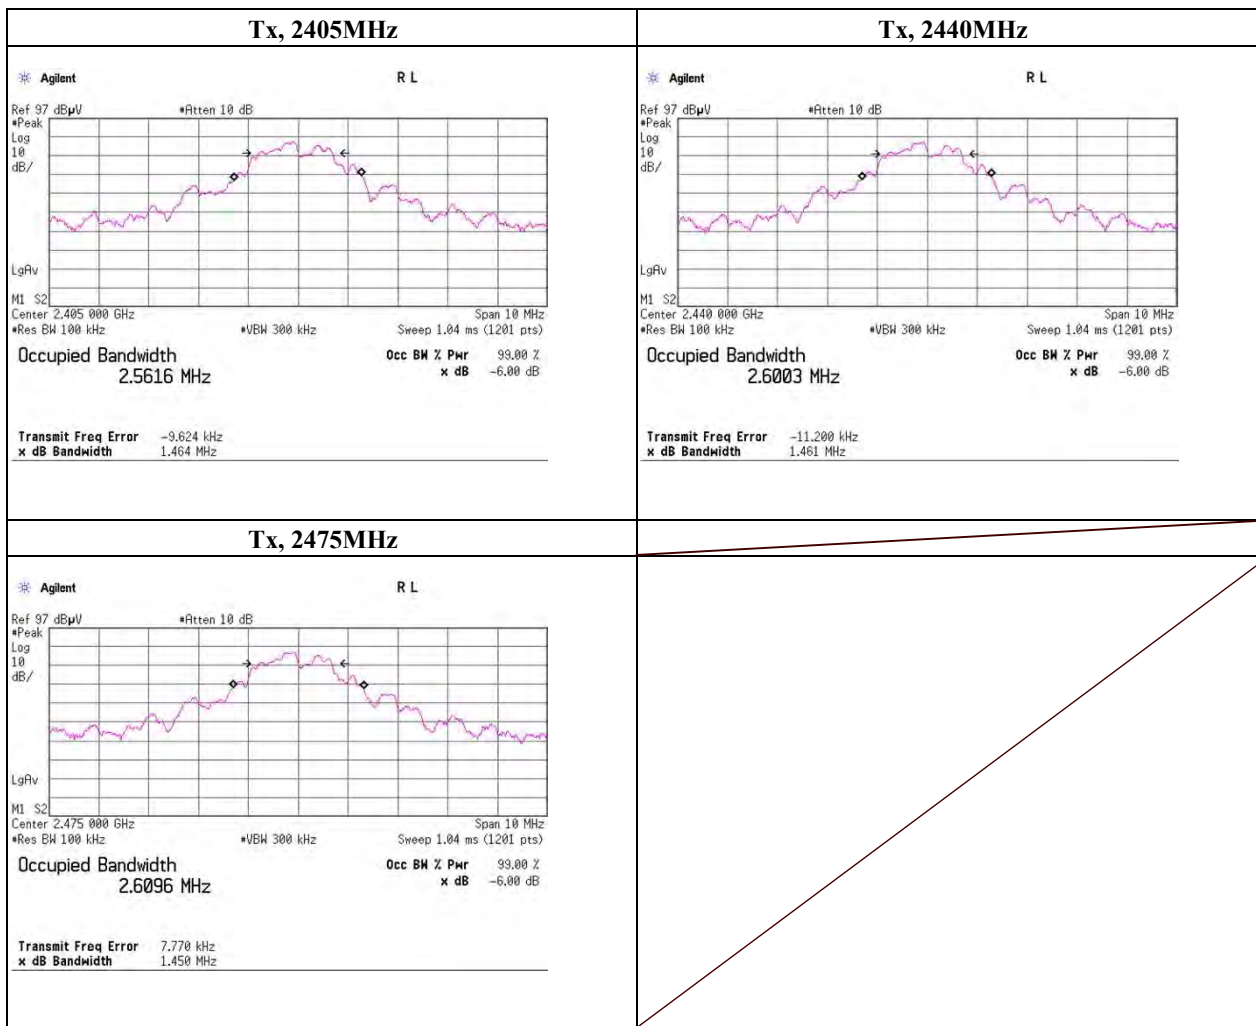 Tx, 2405MHz
Agilent R L
Ref 97 dBµV #Atten 10 dB
#Peak
Log
10
dB/
LgAv
M1 S2
Center 2.405 000 GHz Span 10 MHz
#Res BW 100 kHz #VBW 300 kHz Sweep 1.04 ms (1201 pts)
Occupied Bandwidth Occ BW % Pwr 99.00 %
2.5616 MHz x dB -6.00 dB
Transmit Freq Error -9.624 kHz
x dB Bandwidth 1.464 MHz
Tx, 2440MHz
Agilent R L
Ref 97 dBµV #Atten 10 dB
#Peak
Log
10
dB/
LgAv
M1 S2
Center 2.440 000 GHz Span 10 MHz
#Res BW 100 kHz #VBW 300 kHz Sweep 1.04 ms (1201 pts)
Occupied Bandwidth Occ BW % Pwr 99.00 %
2.6003 MHz x dB -6.00 dB
Transmit Freq Error -11.200 kHz
x dB Bandwidth 1.461 MHz
Tx, 2475MHz
Agilent R L
Ref 97 dBµV #Atten 10 dB
#Peak
Log
10
dB/
LgAv
M1 S2
Center 2.475 000 GHz Span 10 MHz
#Res BW 100 kHz #VBW 300 kHz Sweep 1.04 ms (1201 pts)
Occupied Bandwidth Occ BW % Pwr 99.00 %
2.6096 MHz x dB -6.00 dB
Transmit Freq Error 7.770 kHz
x dB Bandwidth 1.450 MHz